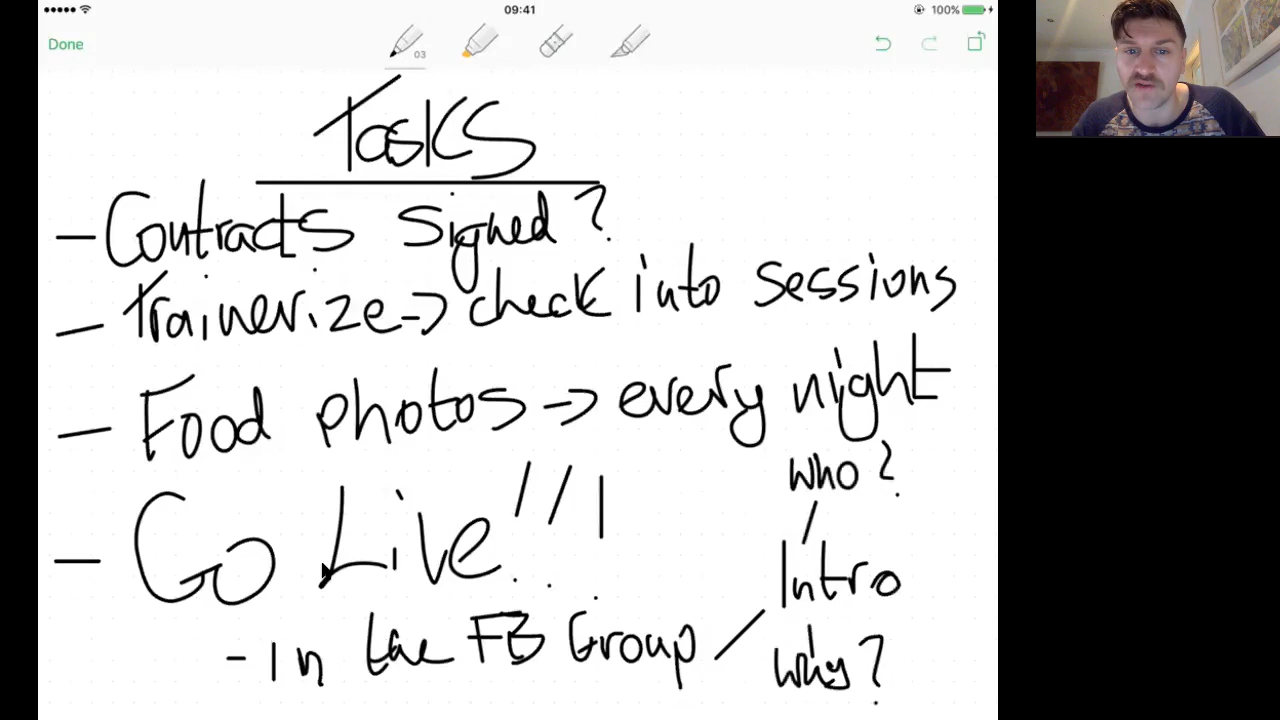 09:41
100%
Done
03
Tasks
- Contracts signed?
- Trainerize -> check into sessions
- Food photos -> every night
- Go Live!!!
- In the FB Group
who?
Intro
why?